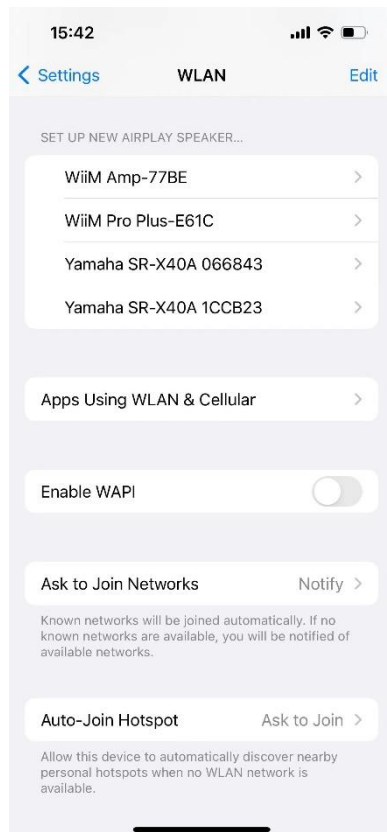 15:42
Settings WLAN Edit
SET UP NEW AIRPLAY SPEAKER...
WiiM Amp-77BE
WiiM Pro Plus-E61C
Yamaha SR-X40A 066843
Yamaha SR-X40A 1CCB23
Apps Using WLAN & Cellular
Enable WAPI
Ask to Join Networks Notify
Known networks will be joined automatically. If no
known networks are available, you will be notified of
available networks.
Auto-Join Hotspot Ask to Join
Allow this device to automatically discover nearby
personal hotspots when no WLAN network is
available.